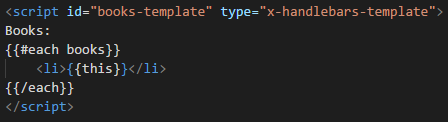 <script id="books-template" type="x-handlebars-template">
Books:
{{#each books}}
    <li>{{this}}</li>
{{/each}}
</script>